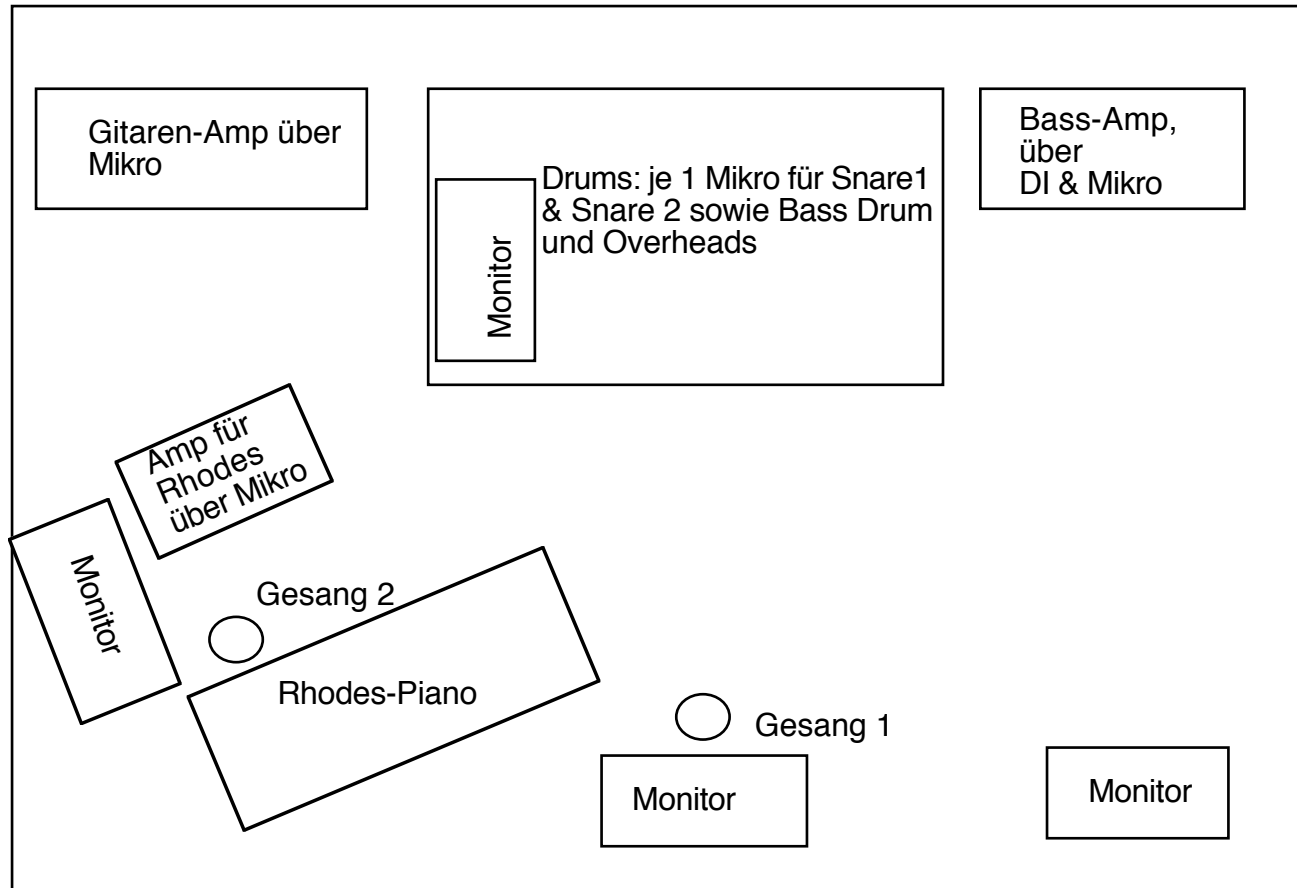 Gitaren-Amp über
Mikro
Bass-Amp,
über
DI & Mikro
Drums: je 1 Mikro für Snare1
& Snare 2 sowie Bass Drum
und Overheads
Monitor
Amp für
Rhodes
über Mikro
Monitor
Gesang 2
Rhodes-Piano
Gesang 1
Monitor
Monitor